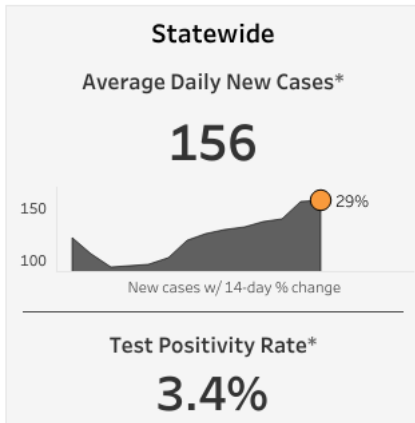 Statewide
Average Daily New Cases*
156
150
29%
100
New cases w/ 14-day % change
Test Positivity Rate*
3.4%